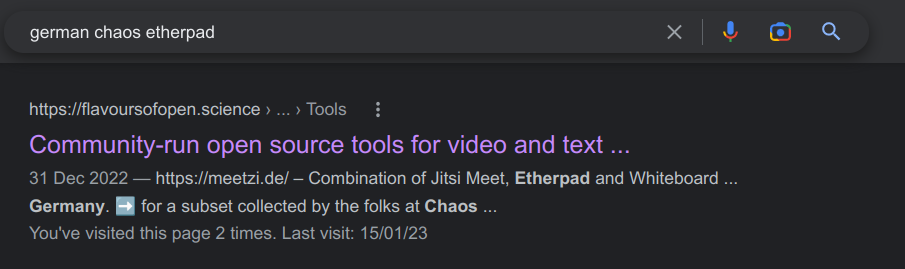 german chaos etherpad
https://flavoursofopen.science › ... › Tools
Community-run open source tools for video and text ...
31 Dec 2022 — https://meetzi.de/ – Combination of Jitsi Meet, Etherpad and Whiteboard ...
Germany. ➡️ for a subset collected by the folks at Chaos ...
You've visited this page 2 times. Last visit: 15/01/23